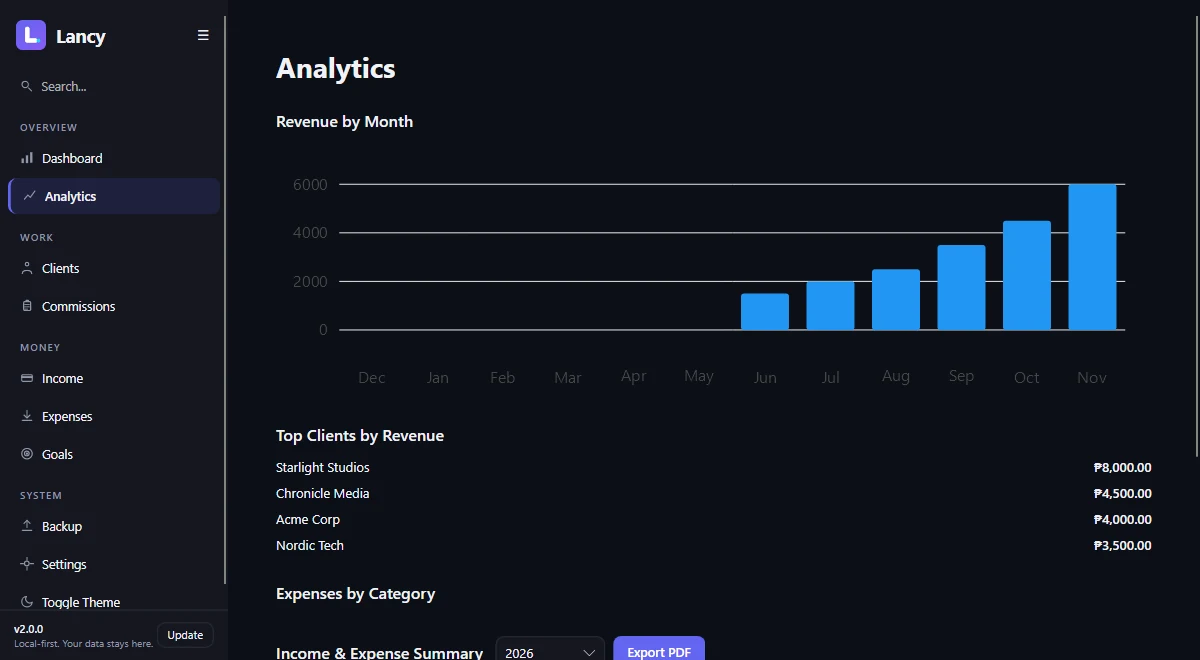 Lancy
Search...
OVERVIEW
Dashboard
Analytics
WORK
Clients
Commissions
MONEY
Income
Expenses
Goals
SYSTEM
Backup
Settings
Toggle Theme
v2.0.0
Local-first. Your data stays here.
Update
Analytics
Revenue by Month
6000
4000
2000
0
Dec Jan Feb Mar Apr May Jun Jul Aug Sep Oct Nov
Top Clients by Revenue
Starlight Studios ₱8,000.00
Chronicle Media ₱4,500.00
Acme Corp ₱4,000.00
Nordic Tech ₱3,500.00
Expenses by Category
Income & Expense Summary 2026 Export PDF